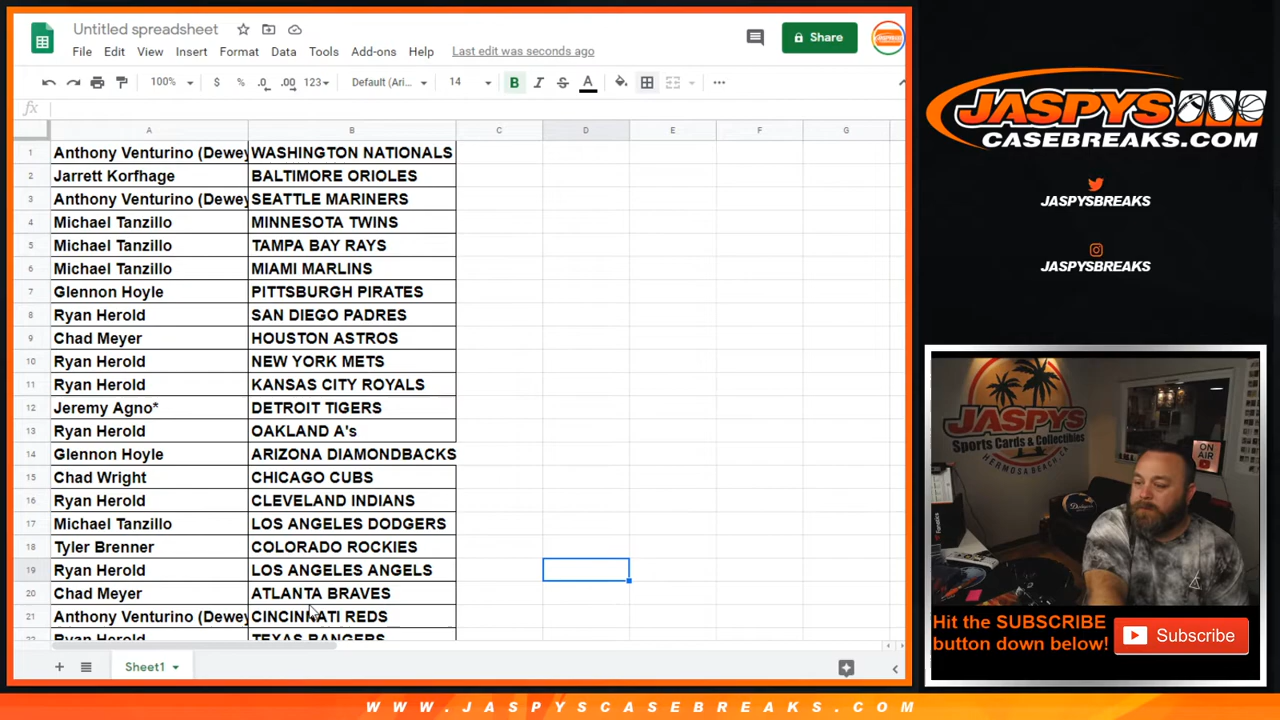 Untitled spreadsheet
File Edit View Insert Format Data Tools Add-ons Help Last edit was seconds ago
Share
100% $ % .0 .00 123 Default (Ari... 14 B I S A
fx
A B C D E F G
1 Anthony Venturino (Dewey WASHINGTON NATIONALS
2 Jarrett Korfhage BALTIMORE ORIOLES
3 Anthony Venturino (Dewey SEATTLE MARINERS
4 Michael Tanzillo MINNESOTA TWINS
5 Michael Tanzillo TAMPA BAY RAYS
6 Michael Tanzillo MIAMI MARLINS
7 Glennon Hoyle PITTSBURGH PIRATES
8 Ryan Herold SAN DIEGO PADRES
9 Chad Meyer HOUSTON ASTROS
10 Ryan Herold NEW YORK METS
11 Ryan Herold KANSAS CITY ROYALS
12 Jeremy Agno* DETROIT TIGERS
13 Ryan Herold OAKLAND A's
14 Glennon Hoyle ARIZONA DIAMONDBACKS
15 Chad Wright CHICAGO CUBS
16 Ryan Herold CLEVELAND INDIANS
17 Michael Tanzillo LOS ANGELES DODGERS
18 Tyler Brenner COLORADO ROCKIES
19 Ryan Herold LOS ANGELES ANGELS
20 Chad Meyer ATLANTA BRAVES
21 Anthony Venturino (Dewey CINCINNATI REDS
22 Ryan Herold TEXAS RANGERS
Sheet1
JASPYS
CASEBREAKS.COM
JASPYSBREAKS
JASPYSBREAKS
JASPYS
Sports Cards & Collectibles
HERMOSA BEACH, CA
ON AIR
Hit the SUBSCRIBE
button down below!
Subscribe
WWW.JASPYSCASEBREAKS.COM